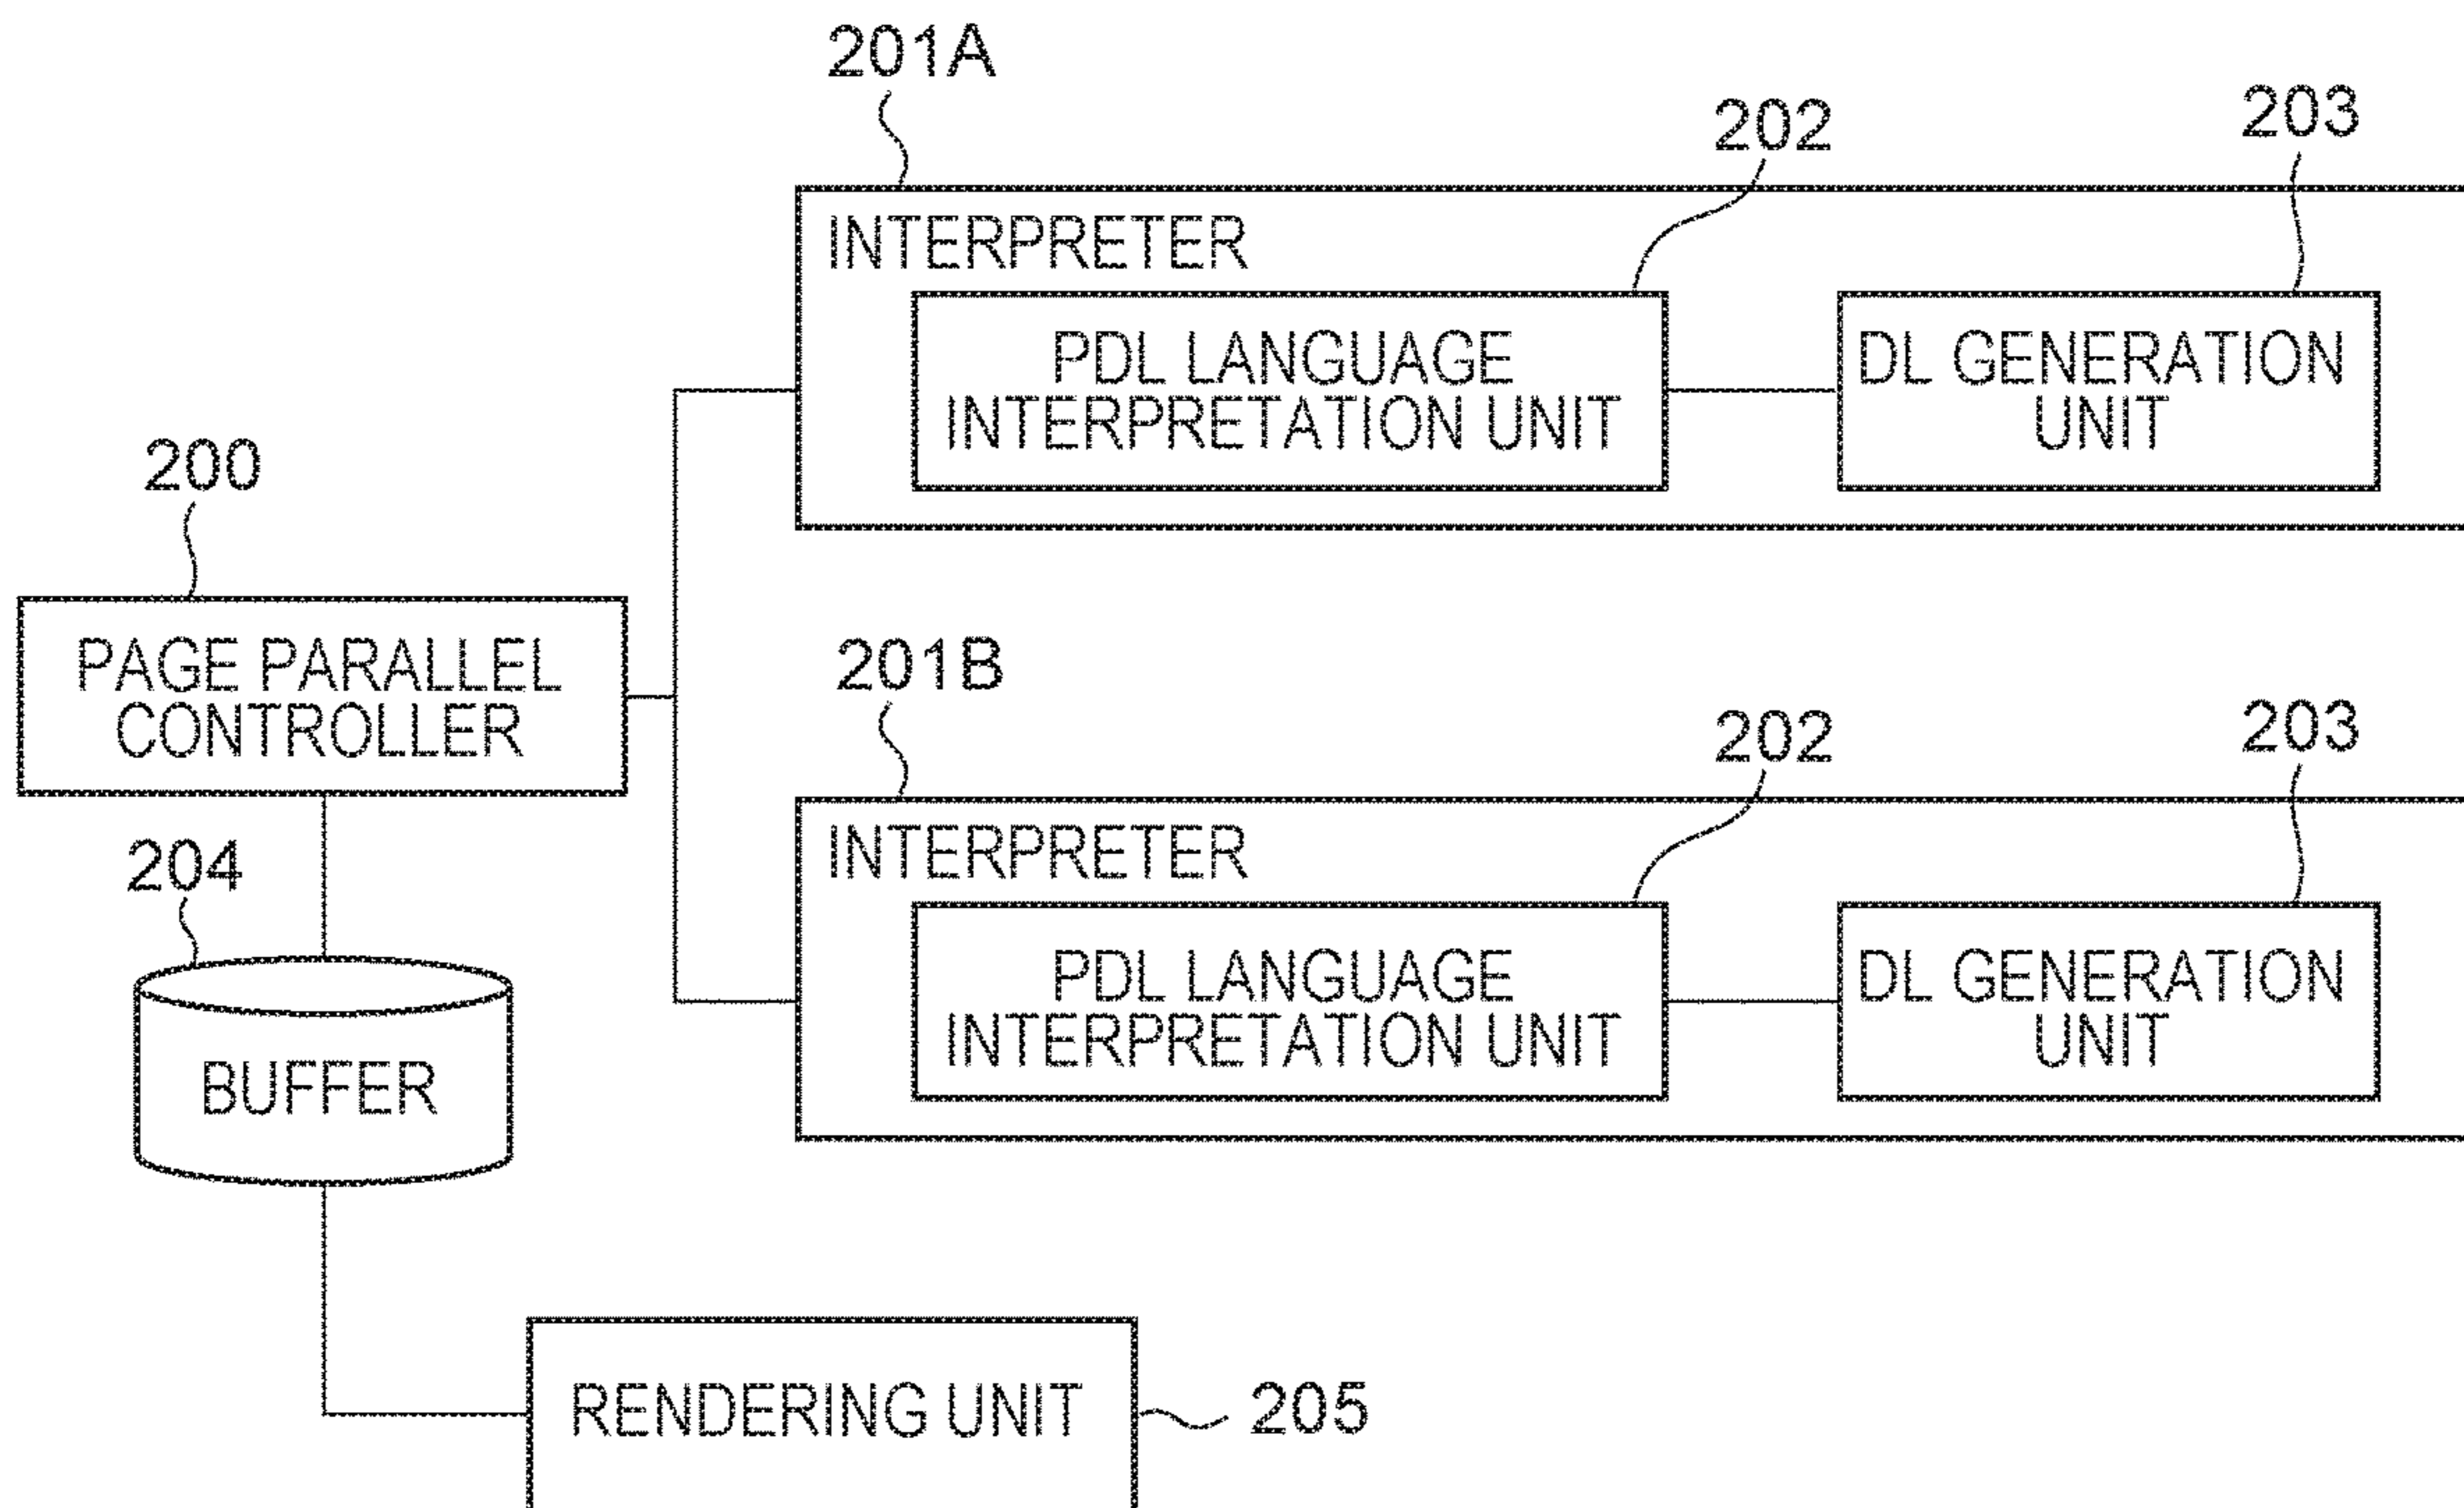 201A
202
203
INTERPRETER
PDL LANGUAGE
INTERPRETATION UNIT
DL GENERATION
UNIT
200
PAGE PARALLEL
CONTROLLER
201B
202
203
INTERPRETER
PDL LANGUAGE
INTERPRETATION UNIT
DL GENERATION
UNIT
204
BUFFER
RENDERING UNIT
205